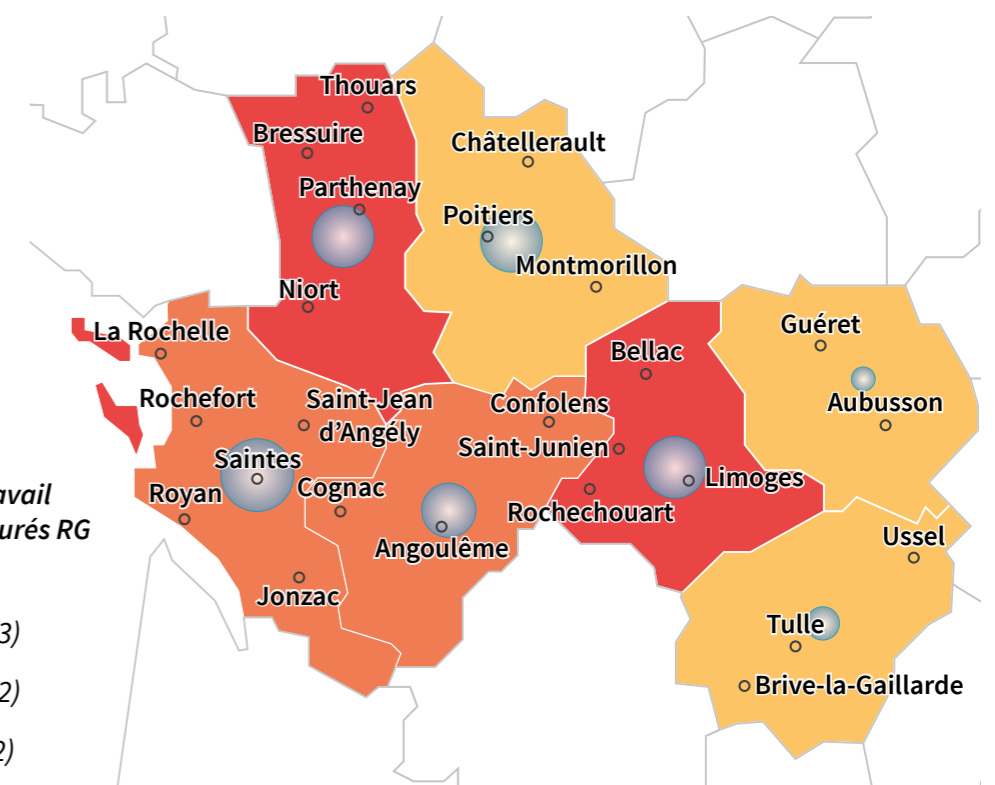 Thouars
Bressuire
Châtellerault
Parthenay
Poitiers
Montmorillon
Niort
La Rochelle
Guéret
Bellac
Rochefort
Saint-Jean
d'Angély
Confolens
Aubusson
Saint-Junien
Saintes
Limoges
Royan
Cognac
avail
urés RG
Rochechouart
Angoulême
Ussel
Jonzac
3)
Tulle
2)
Brive-la-Gaillarde
2)